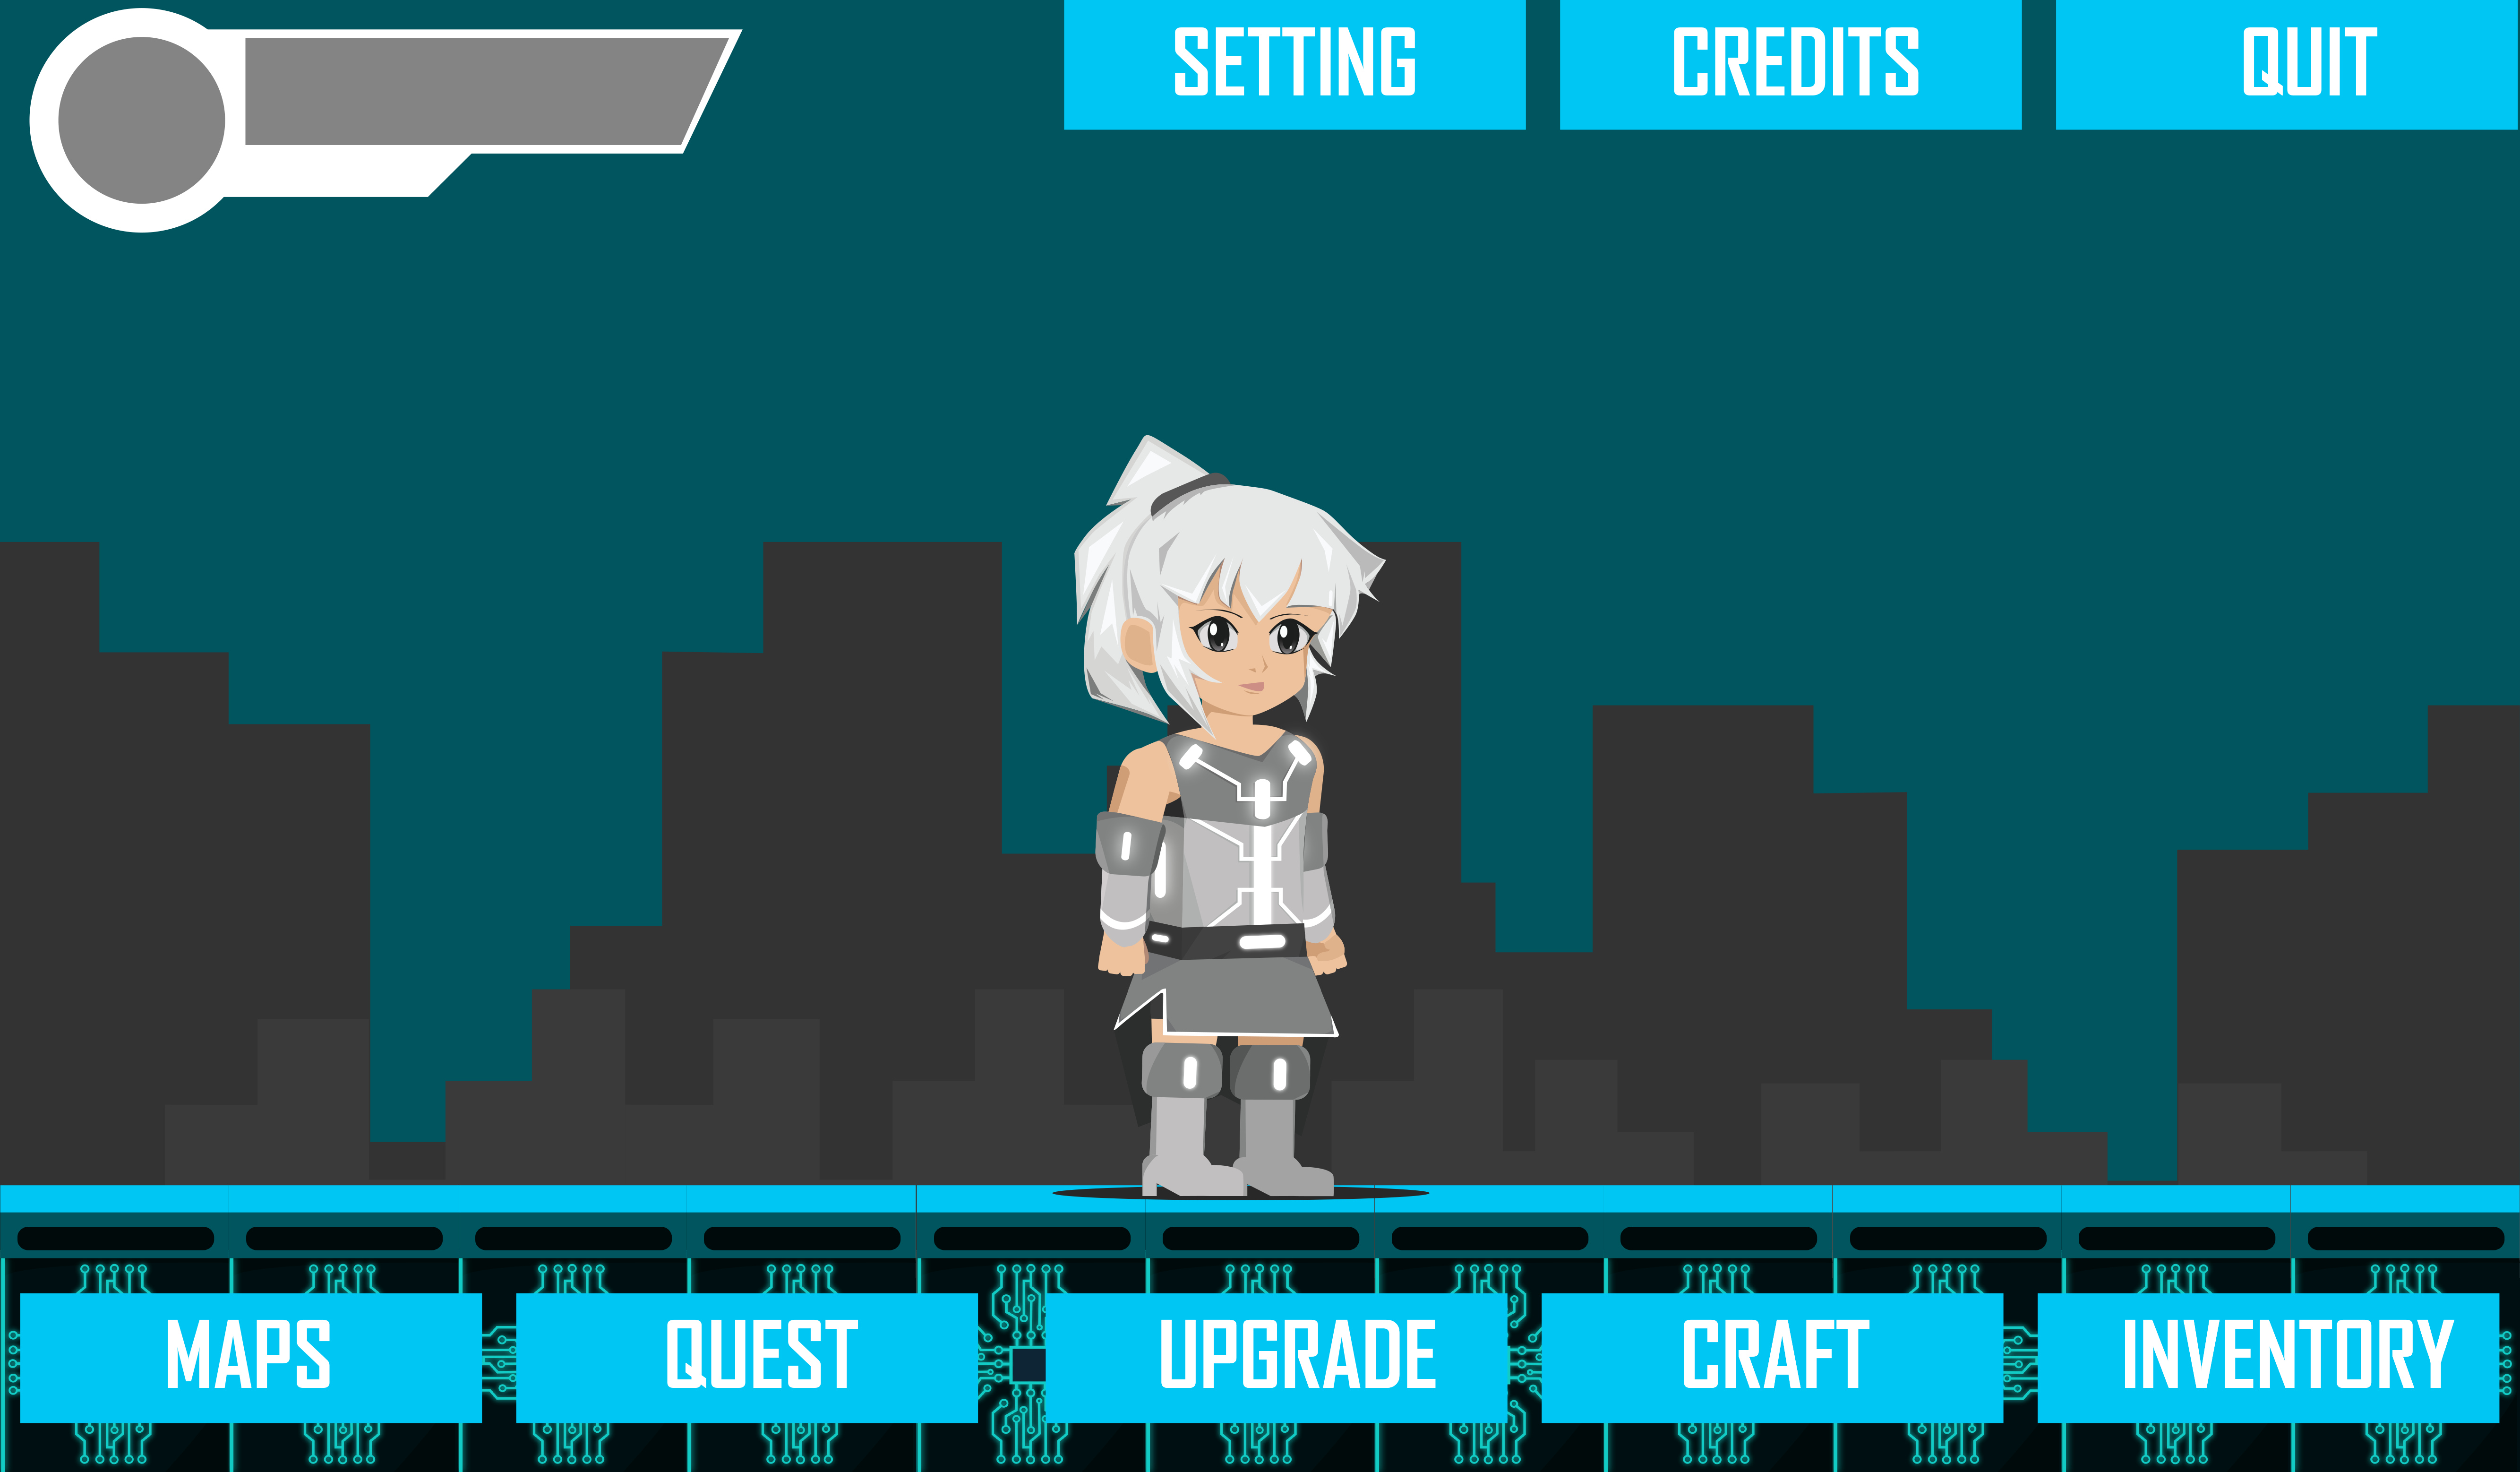 SETTING
CREDITS
QUIT
MAPS
QUEST
UPGRADE
CRAFT
INVENTORY